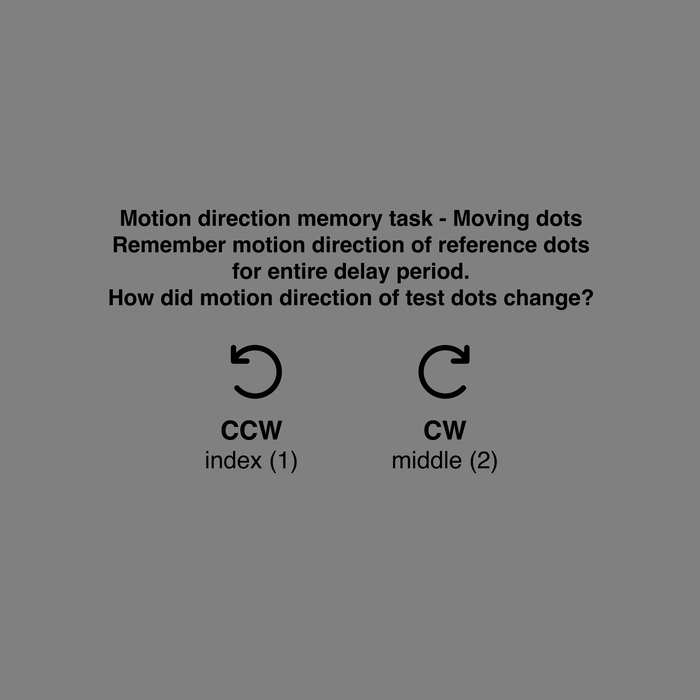 Motion direction memory task - Moving dots
Remember motion direction of reference dots
for entire delay period.
How did motion direction of test dots change?
CCW
index (1)
CW
middle (2)